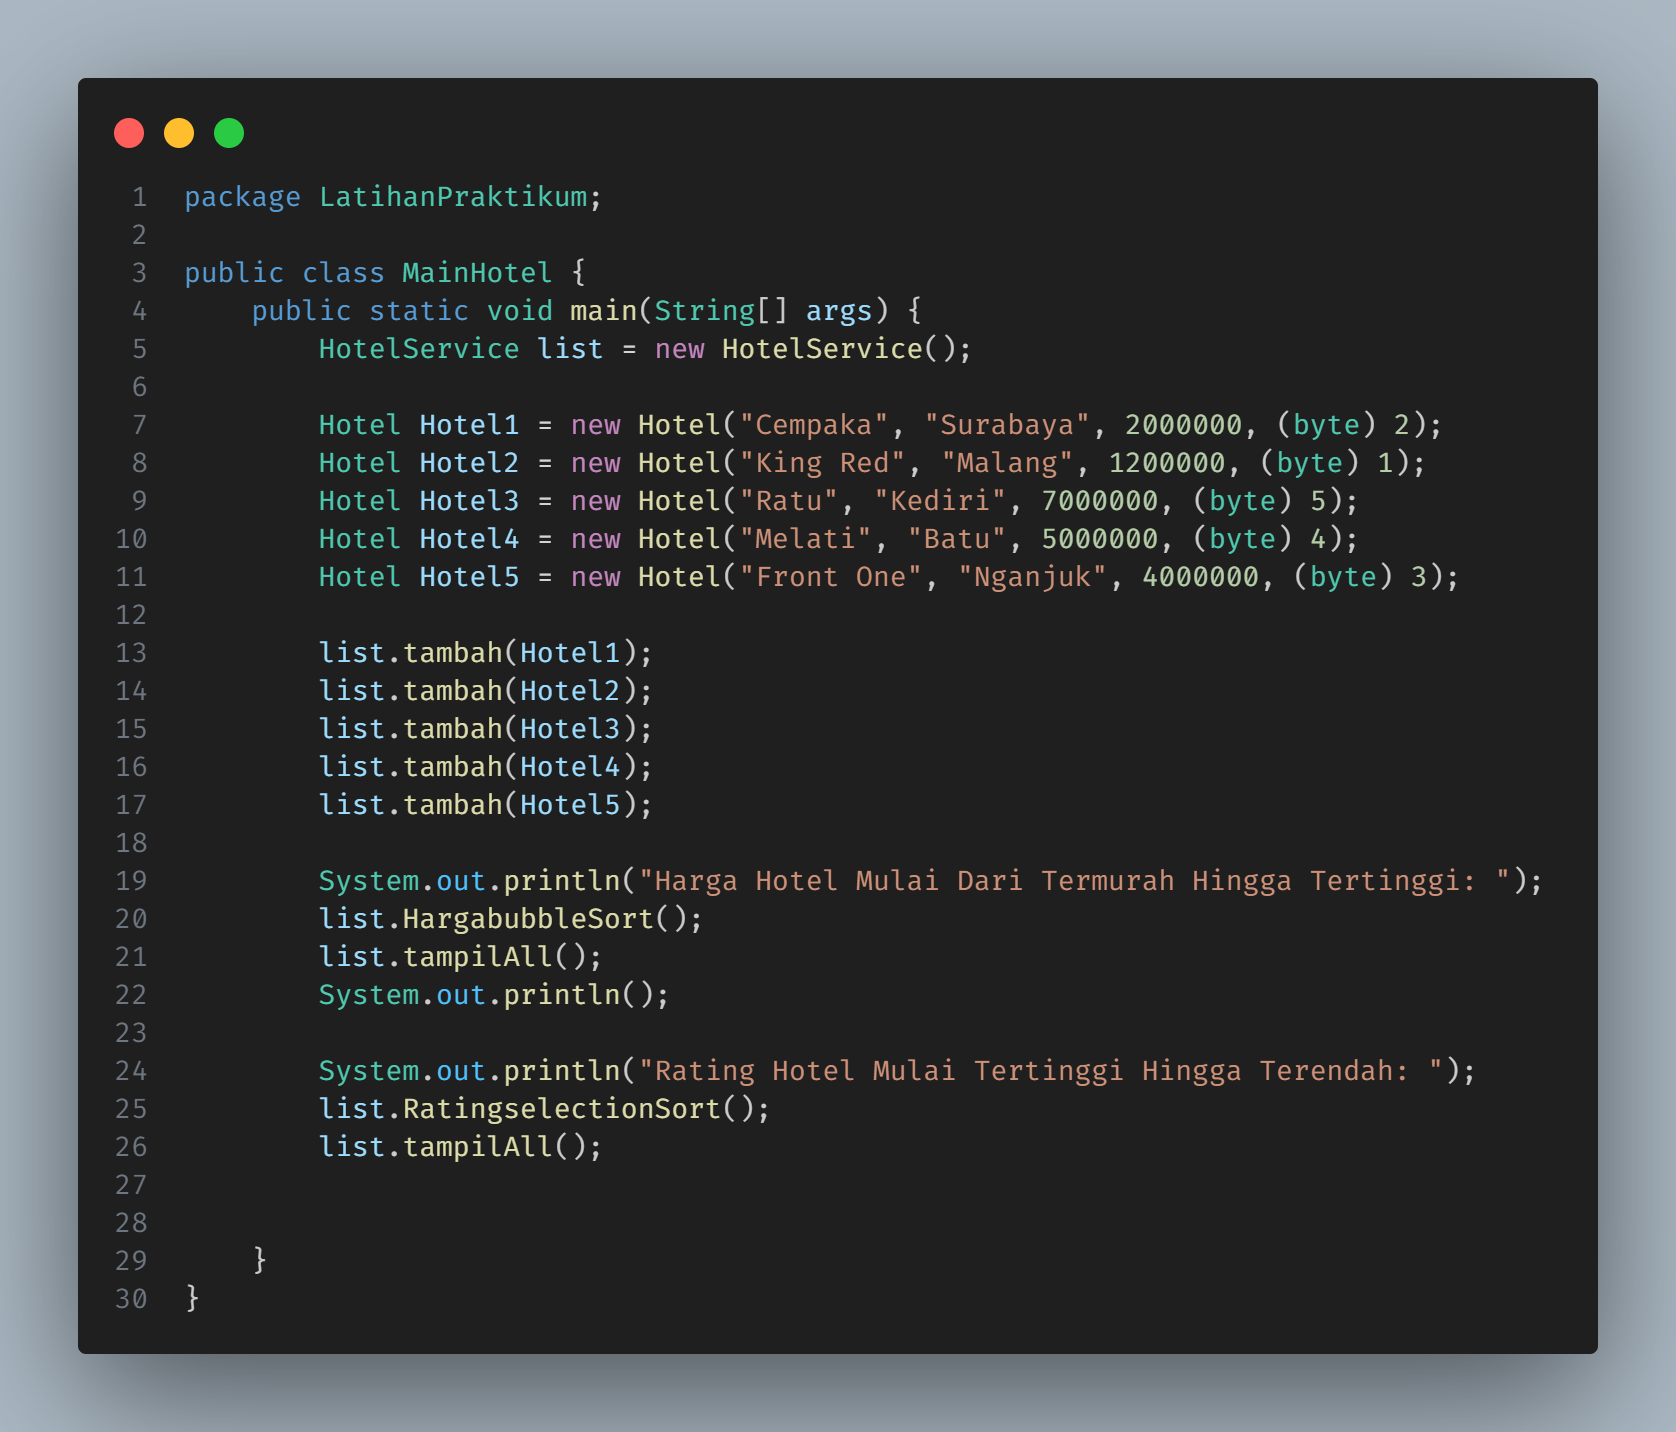 1 package LatihanPraktikum;
2
3 public class MainHotel {
4     public static void main(String[] args) {
5         HotelService list = new HotelService();
6
7         Hotel Hotel1 = new Hotel("Cempaka", "Surabaya", 2000000, (byte) 2);
8         Hotel Hotel2 = new Hotel("King Red", "Malang", 1200000, (byte) 1);
9         Hotel Hotel3 = new Hotel("Ratu", "Kediri", 7000000, (byte) 5);
10         Hotel Hotel4 = new Hotel("Melati", "Batu", 5000000, (byte) 4);
11         Hotel Hotel5 = new Hotel("Front One", "Nganjuk", 4000000, (byte) 3);
12
13         list.tambah(Hotel1);
14         list.tambah(Hotel2);
15         list.tambah(Hotel3);
16         list.tambah(Hotel4);
17         list.tambah(Hotel5);
18
19         System.out.println("Harga Hotel Mulai Dari Termurah Hingga Tertinggi: ");
20         list.HargabubbleSort();
21         list.tampilAll();
22         System.out.println();
23
24         System.out.println("Rating Hotel Mulai Tertinggi Hingga Terendah: ");
25         list.RatingselectionSort();
26         list.tampilAll();
27
28
29     }
30 }